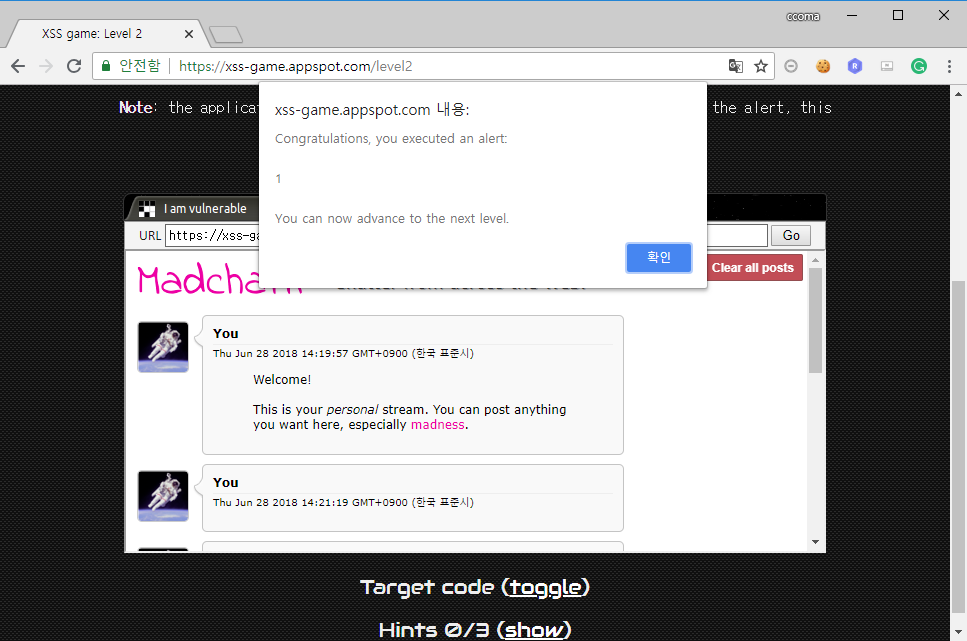 XSS game: Level 2
ccoma
안전함
https://xss-game.appspot.com/level2
Note: the applicat
the alert, this
xss-game.appspot.com 내용:
Congratulations, you executed an alert:
1
You can now advance to the next level.
확인
I am vulnerable
URL https://xss-ga
Go
Clear all posts
You
Thu Jun 28 2018 14:19:57 GMT+0900 (한국 표준시)
Welcome!
This is your personal stream. You can post anything
you want here, especially madness.
You
Thu Jun 28 2018 14:21:19 GMT+0900 (한국 표준시)
Target code (toggle)
Hints 0/3 (show)